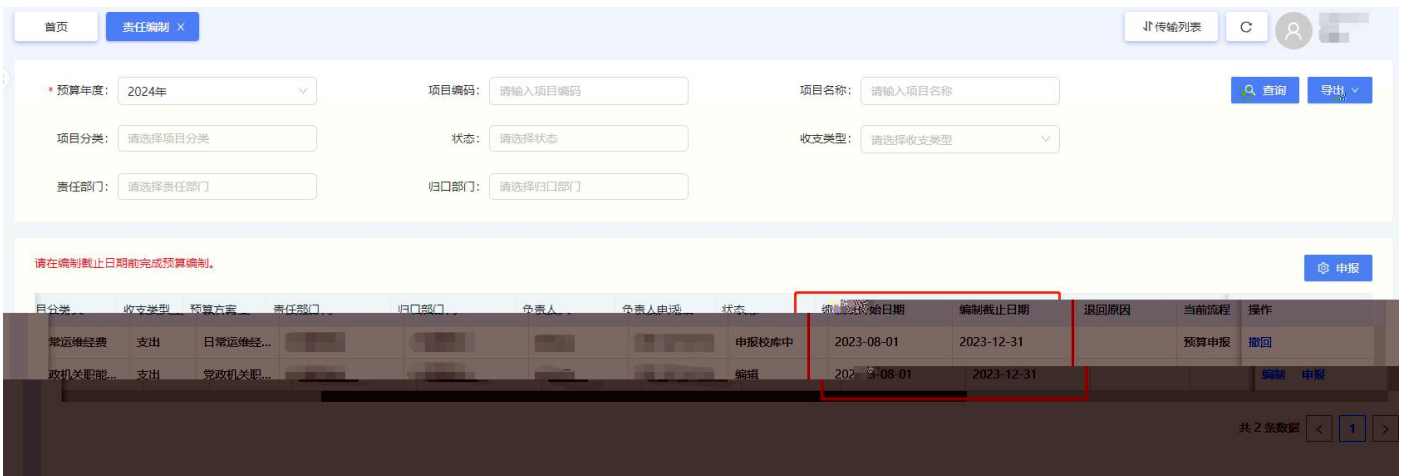 首页 责任编制 × 传输列表
* 预算年度: 2024年 项目编码: 请输入项目编码 项目名称: 请输入项目名称 查询 导出
项目分类: 请选择项目分类 状态: 请选择状态 收支类型: 请选择收支类型
责任部门: 请选择责任部门 归口部门: 请选择归口部门
请在编制截止日期前完成预算编制。 申报
目分类 收支类型 预算方案 责任部门 归口部门 负责人 负责人电话 状态 始日期 编制截止日期 退回原因 当前流程 操作
常运维经费 支出 日常运维经... 申报校库中 2023-08-01 2023-12-31 预算申报 撤回
政机关职能... 支出 党政机关职... 编辑 2023-08-01 2023-12-31 编制 申报
共 2 条数据 < 1 >